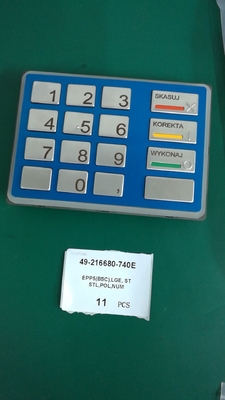 1 2 3 SKASUJ
4 5 6 KOREKTA
7 8 9 WYKONAJ
0 ,
49-216680-740E
EPP5(BSC),LGE, ST
STL,POL,NUM
11 PCS